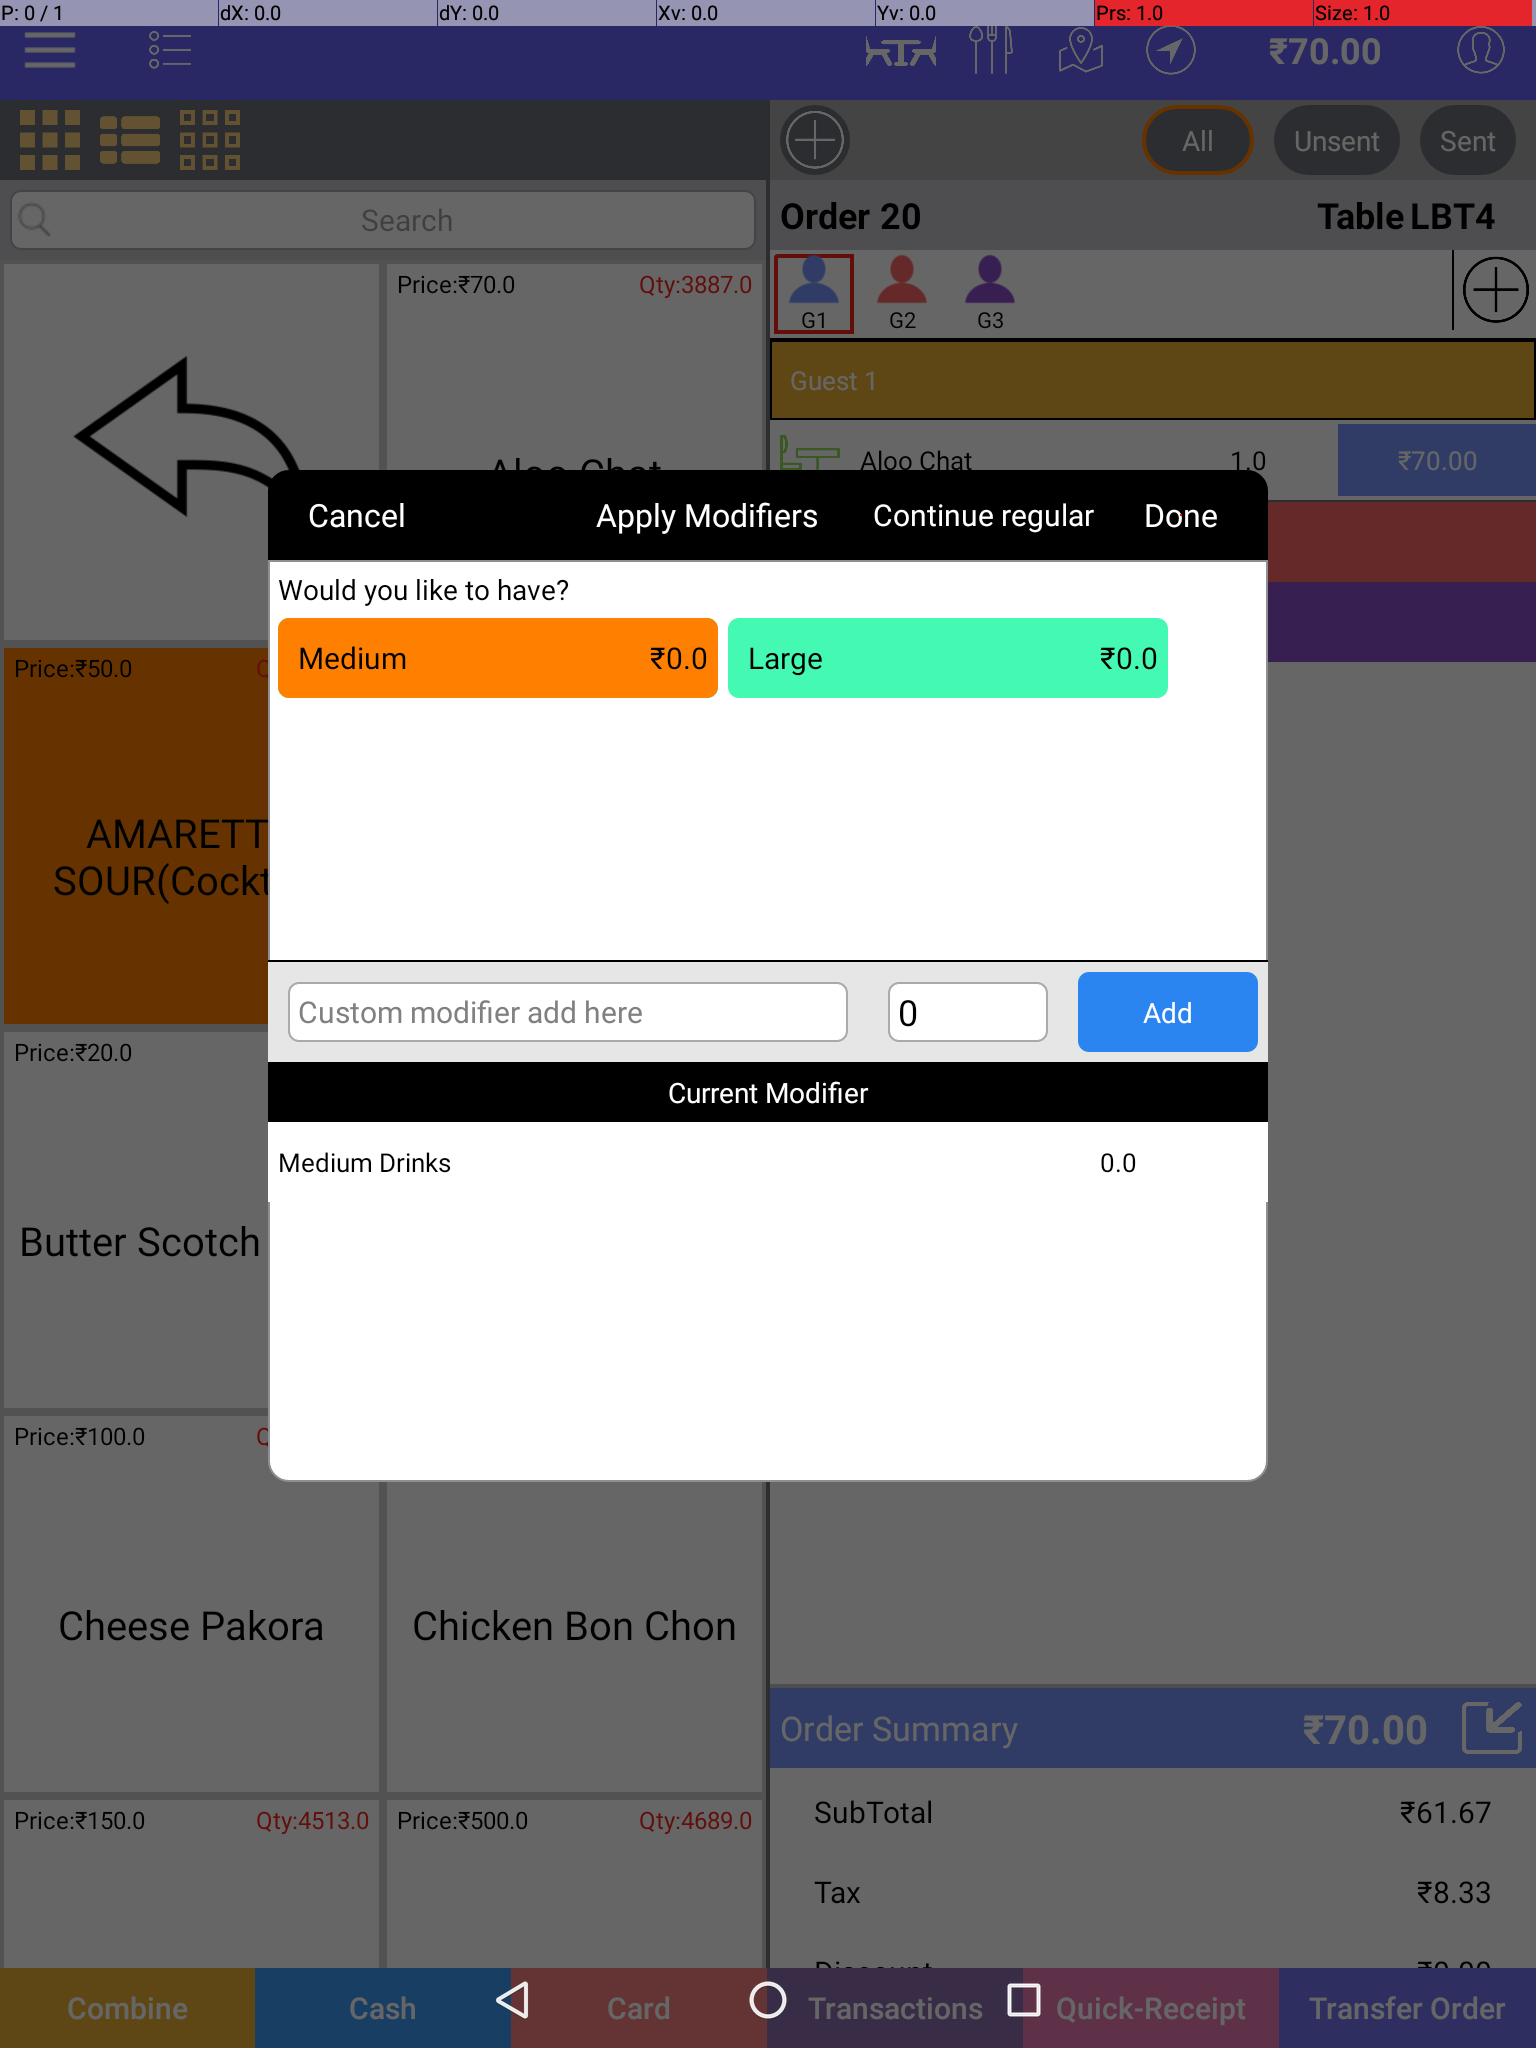 P: 0 / 1 dX: 0.0 dY: 0.0 Xv: 0.0 Yv: 0.0 Prs: 1.0 Size: 1.0
₹70.00
All Unsent Sent
Search
Order 20 Table LBT4
Price:₹70.0 Qty:3887.0
G1 G2 G3
Guest 1
Aloo Chat
Aloo Chat 1.0 ₹70.00
Cancel Apply Modifiers Continue regular Done
Would you like to have?
Medium ₹0.0 Large ₹0.0
Price:₹50.0
AMARETT
SOUR(Cockt
Custom modifier add here 0 Add
Price:₹20.0
Current Modifier
Medium Drinks 0.0
Butter Scotch
Price:₹100.0
Cheese Pakora
Chicken Bon Chon
Order Summary ₹70.00
Price:₹150.0 Qty:4513.0
Price:₹500.0 Qty:4689.0
SubTotal ₹61.67
Tax ₹8.33
Combine Cash Card Transactions Quick-Receipt Transfer Order